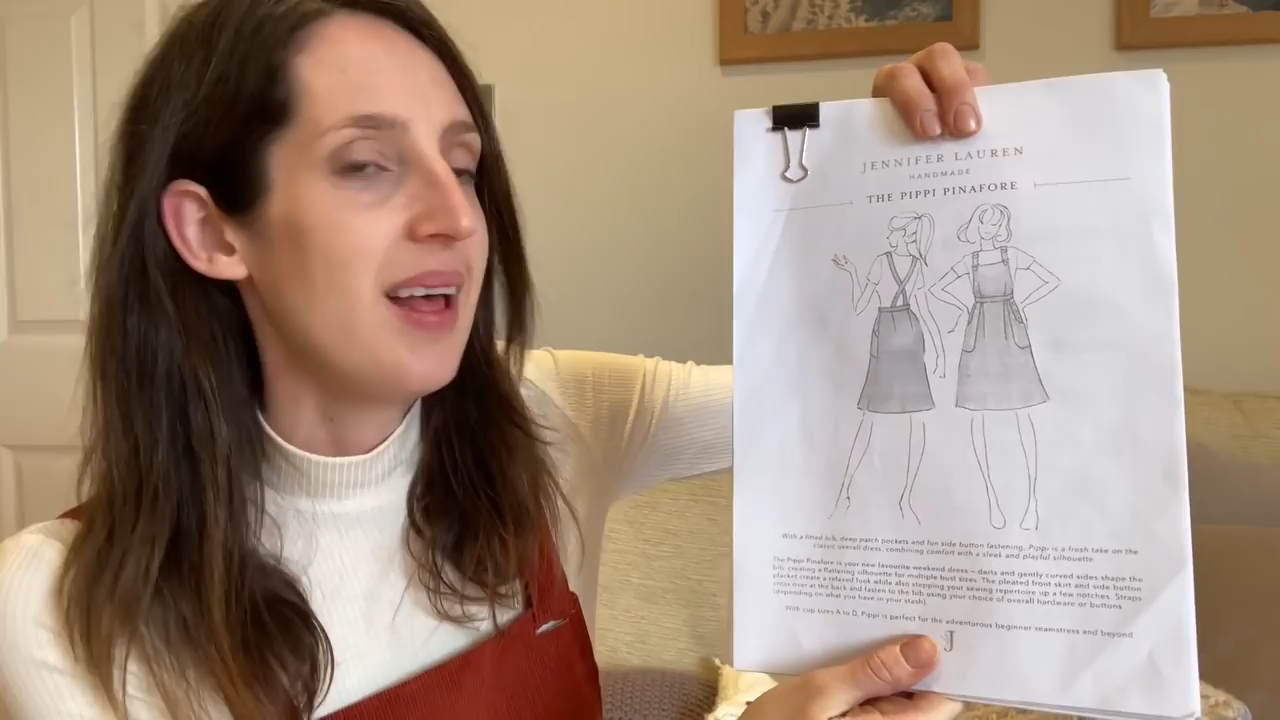 JENNIFER LAUREN
HANDMADE
THE PIPPI PINAFORE
With a fitted bib, deep patch pockets and fun side button fastening, Pippi is a fresh take on the
classic overall dress, combining comfort with a sleek and playful silhouette
The Pippi Pinafore is your new favourite weekend dress – darts and gently curved sides shape the
bib, creating a flattering silhouette for multiple bust sizes. The pleated front skirt and side button
placket create a relaxed look while also stepping your sewing repertoire up a few notches. Straps
cross over at the back and fasten to the bib using your choice of overall hardware or buttons
(depending on what you have in your stash)
With cup sizes A to D, Pippi is perfect for the adventurous beginner seamstress and beyond
J